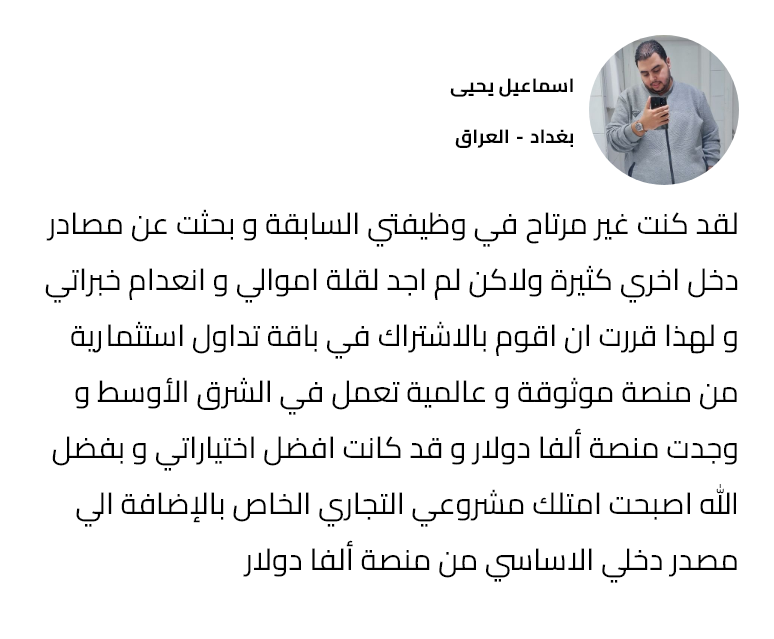 اسماعيل يحيى
بغداد - العراق
لقد كنت غير مرتاح في وظيفتي السابقة و بحثت عن مصادر
دخل اخري كثيرة ولاكن لم اجد لقلة اموالي و انعدام خبراتي
و لهذا قررت ان اقوم بالاشتراك في باقة تداول استثمارية
من منصة موثوقة و عالمية تعمل في الشرق الأوسط و
وجدت منصة ألفا دولار و قد كانت افضل اختياراتي و بفضل
الله اصبحت امتلك مشروعي التجاري الخاص بالإضافة الي
مصدر دخلي الاساسي من منصة ألفا دولار